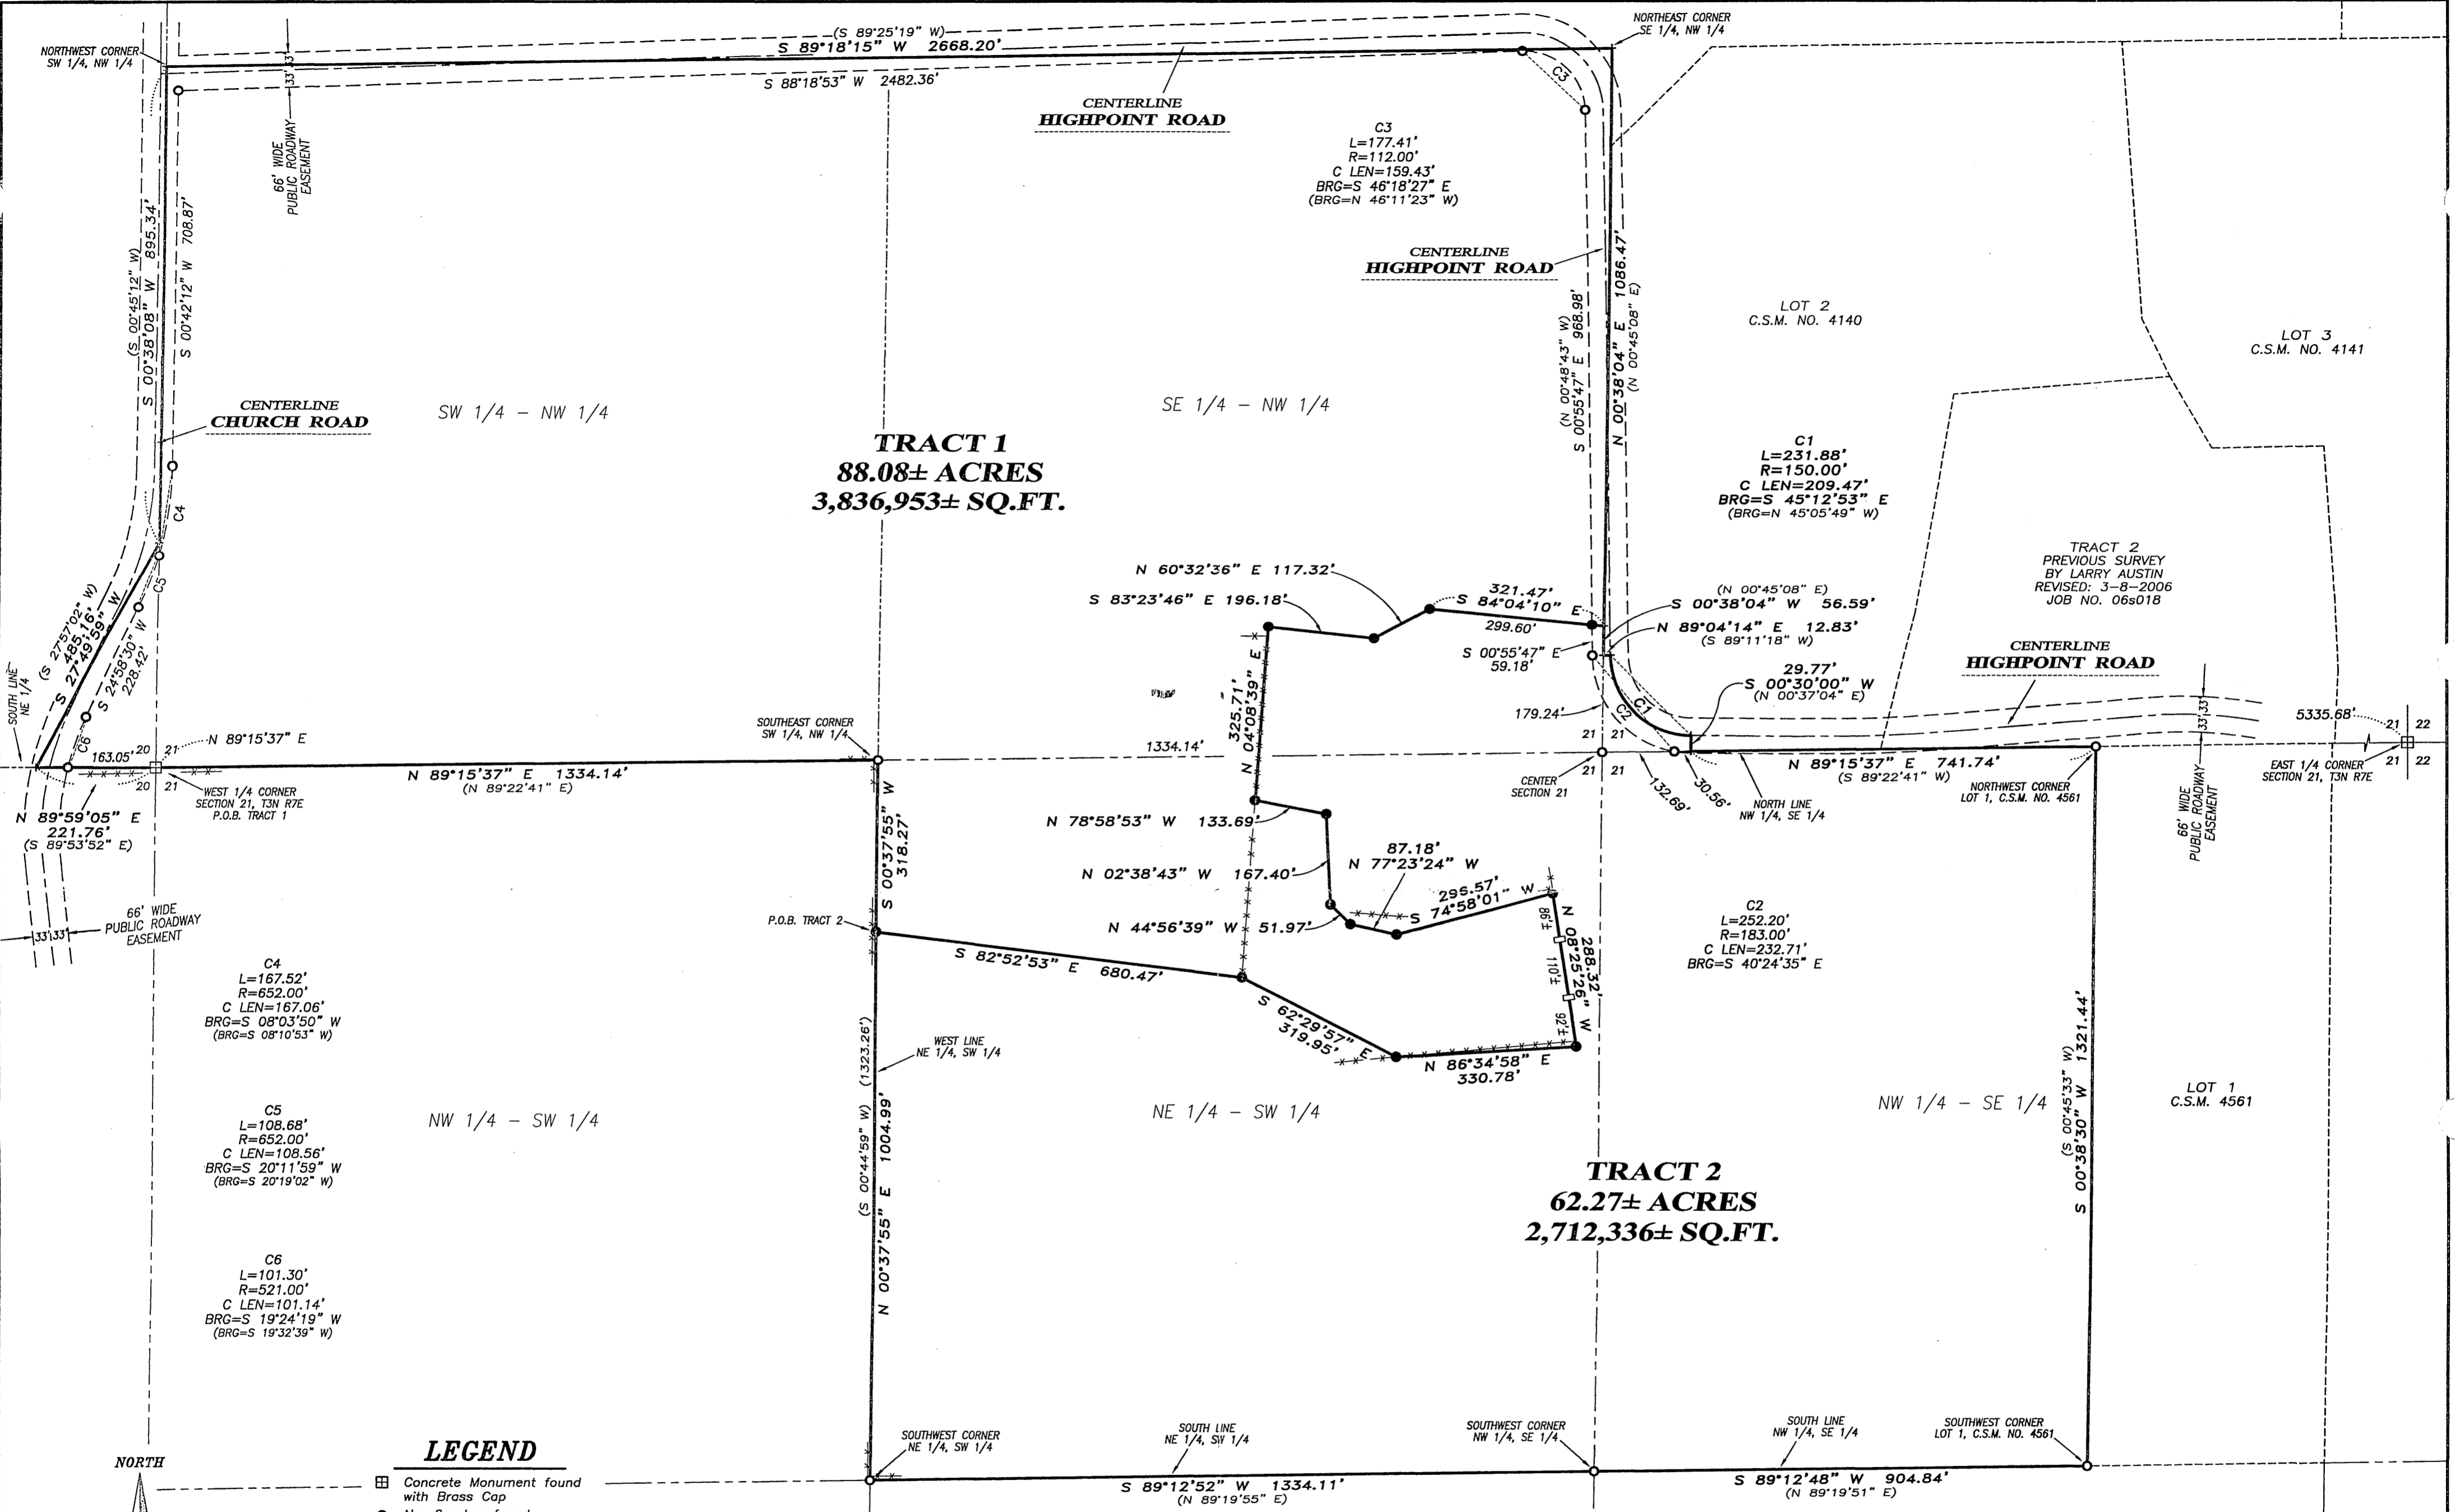 NORTHWEST CORNER
SW 1/4, NW 1/4
(S 89°25'19" W)
S 89°18'15" W 2668.20'
S 88°18'53" W 2482.36'
NORTHEAST CORNER
SE 1/4, NW 1/4
33' 33'
66' WIDE
PUBLIC ROADWAY
EASEMENT
CENTERLINE
HIGHPOINT ROAD
C3
C3
L=177.41'
R=112.00'
C LEN=159.43'
BRG=S 46°18'27" E
(BRG=N 46°11'23" W)
CENTERLINE
HIGHPOINT ROAD
(S 00°45'12" W)
S 00°38'08" W 895.34'
S 00°42'12" W 708.87'
CENTERLINE
CHURCH ROAD
SW 1/4 - NW 1/4
SE 1/4 - NW 1/4
(N 00°48'43" W)
S 00°55'47" E 968.98'
N 00°38'04" E 1086.47'
(N 00°45'08" E)
LOT 2
C.S.M. NO. 4140
LOT 3
C.S.M. NO. 4141
TRACT 1
88.08± ACRES
3,836,953± SQ.FT.
C1
L=231.88'
R=150.00'
C LEN=209.47'
BRG=S 45°12'53" E
(BRG=N 45°05'49" W)
TRACT 2
PREVIOUS SURVEY
BY LARRY AUSTIN
REVISED: 3-8-2006
JOB NO. 06s018
C4
C5
(S 27°57'02" W)
485.16'
S 27°49'59" W
S 24°58'30" W
228.42'
C6
SOUTH LINE
NE 1/4
N 60°32'36" E 117.32'
S 83°23'46" E 196.18'
321.47'
S 84°04'10" E
299.60'
S 00°55'47" E
59.18'
(N 00°45'08" E)
S 00°38'04" W 56.59'
N 89°04'14" E 12.83'
(S 89°11'18" W)
29.77'
S 00°30'00" W
(N 00°37'04" E)
CENTERLINE
HIGHPOINT ROAD
325.71'
N 04°08'39" E
C2
C1
179.24'
163.05'
20 21
20 21
N 89°15'37" E
WEST 1/4 CORNER
SECTION 21, T3N R7E
P.O.B. TRACT 1
N 89°59'05" E
221.76'
(S 89°53'52" E)
SOUTHEAST CORNER
SW 1/4, NW 1/4
N 89°15'37" E 1334.14'
(N 89°22'41" E)
1334.14'
21 21
21 21
CENTER
SECTION 21
132.69'
30.56'
NORTH LINE
NW 1/4, SE 1/4
N 89°15'37" E 741.74'
(S 89°22'41" W)
NORTHWEST CORNER
LOT 1, C.S.M. NO. 4561
33' 33'
66' WIDE
PUBLIC ROADWAY
EASEMENT
5335.68'
21 22
21 22
EAST 1/4 CORNER
SECTION 21, T3N R7E
S 00°37'55" W
318.27'
N 78°58'53" W 133.69'
N 02°38'43" W 167.40'
87.18'
N 77°23'24" W
N 44°56'39" W 51.97'
296.57'
S 74°58'01" W
86'±
110'±
92'±
N 08°25'26" W
288.32'
P.O.B. TRACT 2
S 82°52'53" E 680.47'
S 62°29'57" E
319.95'
N 86°34'58" E
330.78'
66' WIDE
PUBLIC ROADWAY
EASEMENT
33' 33'
C4
L=167.52'
R=652.00'
C LEN=167.06'
BRG=S 08°03'50" W
(BRG=S 08°10'53" W)
C5
L=108.68'
R=652.00'
C LEN=108.56'
BRG=S 20°11'59" W
(BRG=S 20°19'02" W)
C6
L=101.30'
R=521.00'
C LEN=101.14'
BRG=S 19°24'19" W
(BRG=S 19°32'39" W)
C2
L=252.20'
R=183.00'
C LEN=232.71'
BRG=S 40°24'35" E
WEST LINE
NE 1/4, SW 1/4
(S 00°44'59" W) (1323.26')
N 00°37'55" E 1004.99'
NW 1/4 - SW 1/4
NE 1/4 - SW 1/4
NW 1/4 - SE 1/4
(S 00°45'33" W)
S 00°38'30" W 1321.44'
LOT 1
C.S.M. 4561
TRACT 2
62.27± ACRES
2,712,336± SQ.FT.
SOUTHWEST CORNER
NE 1/4, SW 1/4
SOUTH LINE
NE 1/4, SW 1/4
SOUTHWEST CORNER
NW 1/4, SE 1/4
SOUTH LINE
NW 1/4, SE 1/4
SOUTHWEST CORNER
LOT 1, C.S.M. NO. 4561
S 89°12'52" W 1334.11'
(N 89°19'55" E)
S 89°12'48" W 904.84'
(N 89°19'51" E)
NORTH
LEGEND
Concrete Monument found
with Brass Cap